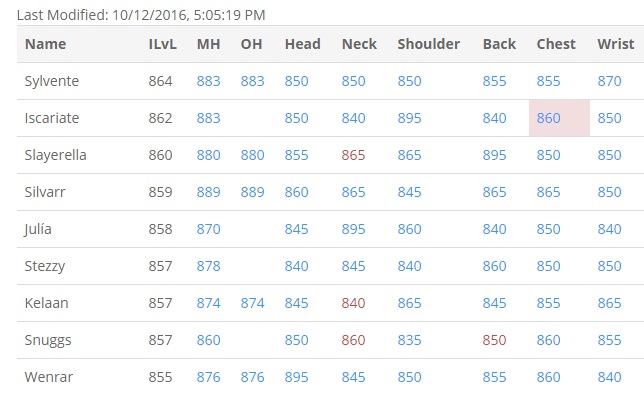 Last Modified: 10/12/2016, 5:05:19 PM
Name ILvL MH OH Head Neck Shoulder Back Chest Wrist
Sylvente 864 883 883 850 850 850 855 855 870
Iscariate 862 883 850 840 895 840 860 850
Slayerella 860 880 880 855 865 865 895 850 850
Silvarr 859 889 889 860 865 845 865 865 850
Julía 858 870 845 895 860 840 850 840
Stezzy 857 878 840 845 840 860 850 850
Kelaan 857 874 874 845 840 865 845 855 865
Snuggs 857 860 850 860 835 850 860 855
Wenrar 855 876 876 895 845 850 855 860 840